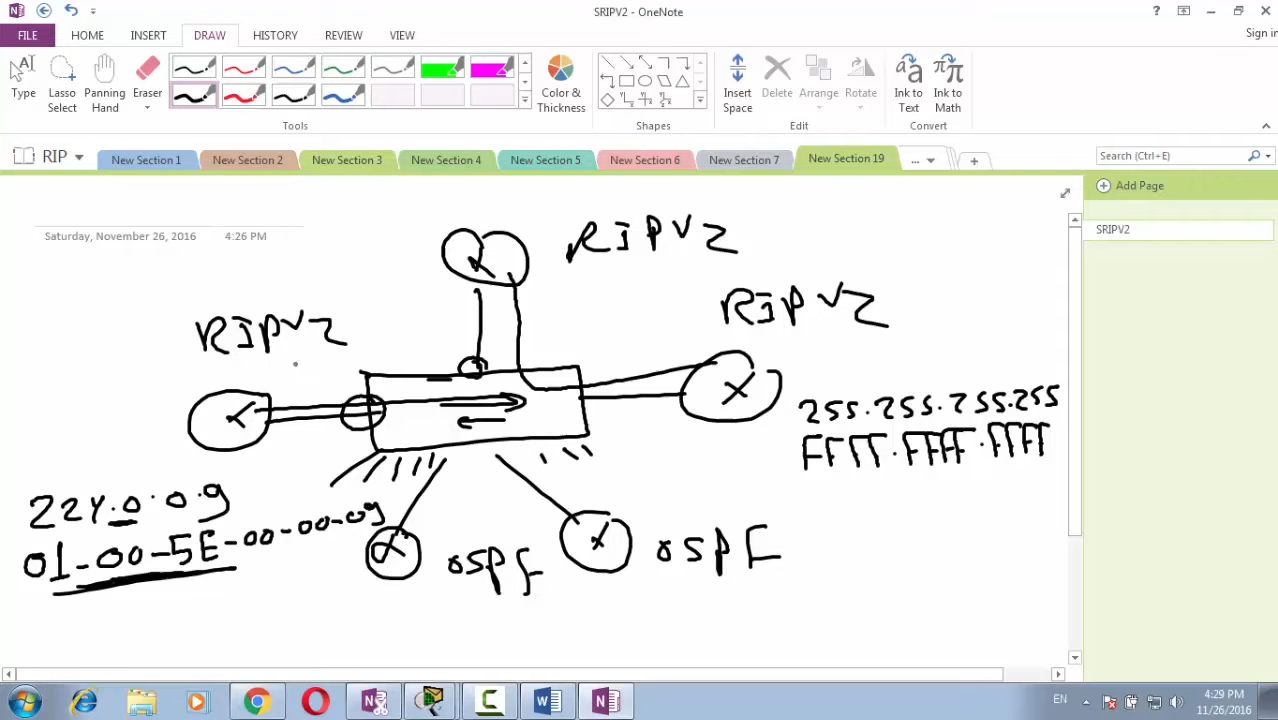 SRIPV2 - OneNote
FILE HOME INSERT DRAW HISTORY REVIEW VIEW
Sign in
Type Lasso Select Panning Hand Eraser
Color & Thickness
Insert Space Delete Arrange Rotate
Ink to Text Ink to Math
Tools Shapes Edit Convert
RIP New Section 1 New Section 2 New Section 3 New Section 4 New Section 5 New Section 6 New Section 7 New Section 19 ...
Search (Ctrl+E)
Add Page
SRIPV2
Saturday, November 26, 2016 4:26 PM
RIPV2
RIPV2
RIPV2
255.255.255.255
FFFF.FFFF.FFFF
224.0.0.9
01-00-5E-00-00-09
OSPF
OSPF
EN
4:29 PM
11/26/2016